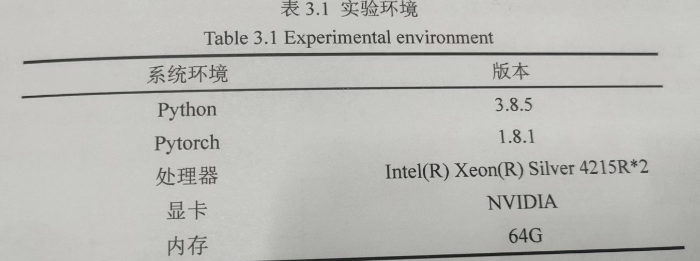 表 3.1 实验环境
Table 3.1 Experimental environment
系统环境 版本
Python 3.8.5
Pytorch 1.8.1
处理器 Intel(R) Xeon(R) Silver 4215R*2
显卡 NVIDIA
内存 64G